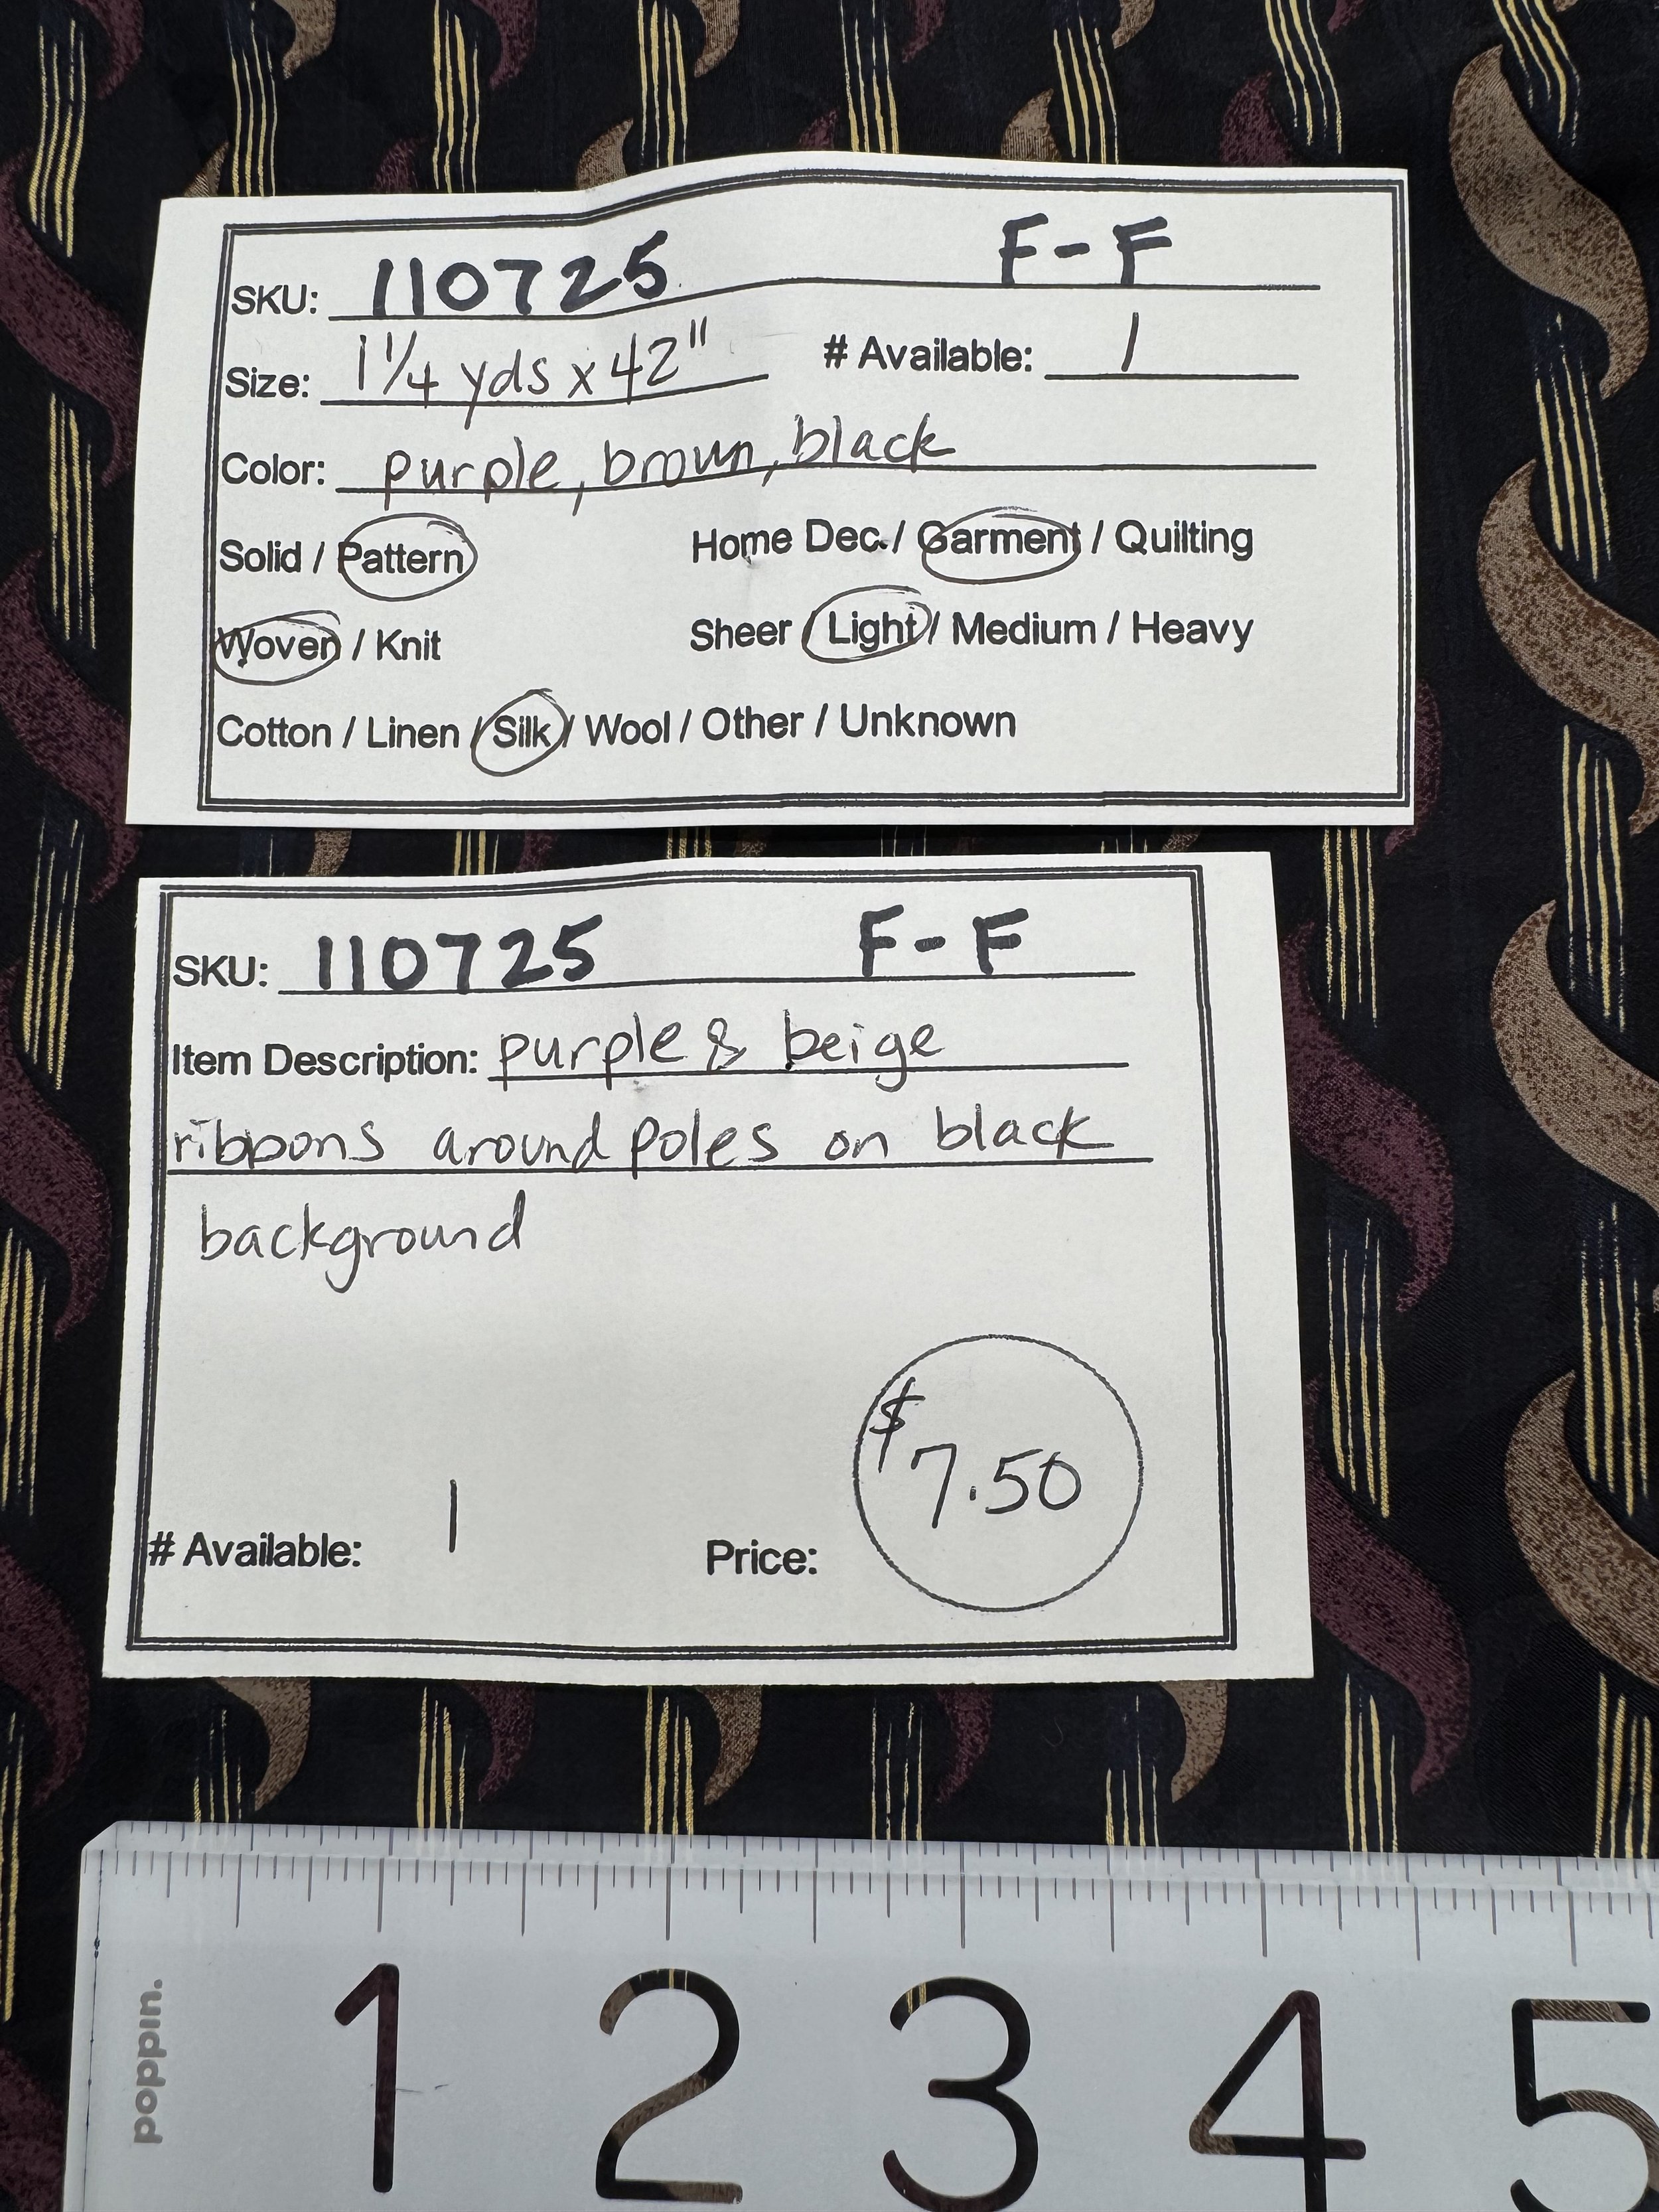 SKU: 110725 F-F
Size: 1 1/4 yds x 42" # Available: 1
Color: purple, brown, black
Solid / Pattern Home Dec. / Garment / Quilting
Woven / Knit Sheer / Light / Medium / Heavy
Cotton / Linen / Silk / Wool / Other / Unknown
SKU: 110725 F-F
Item Description: purple & beige
ribbons around poles on black
background
$7.50
# Available: 1 Price:
poppin.
1 2 3 4 5